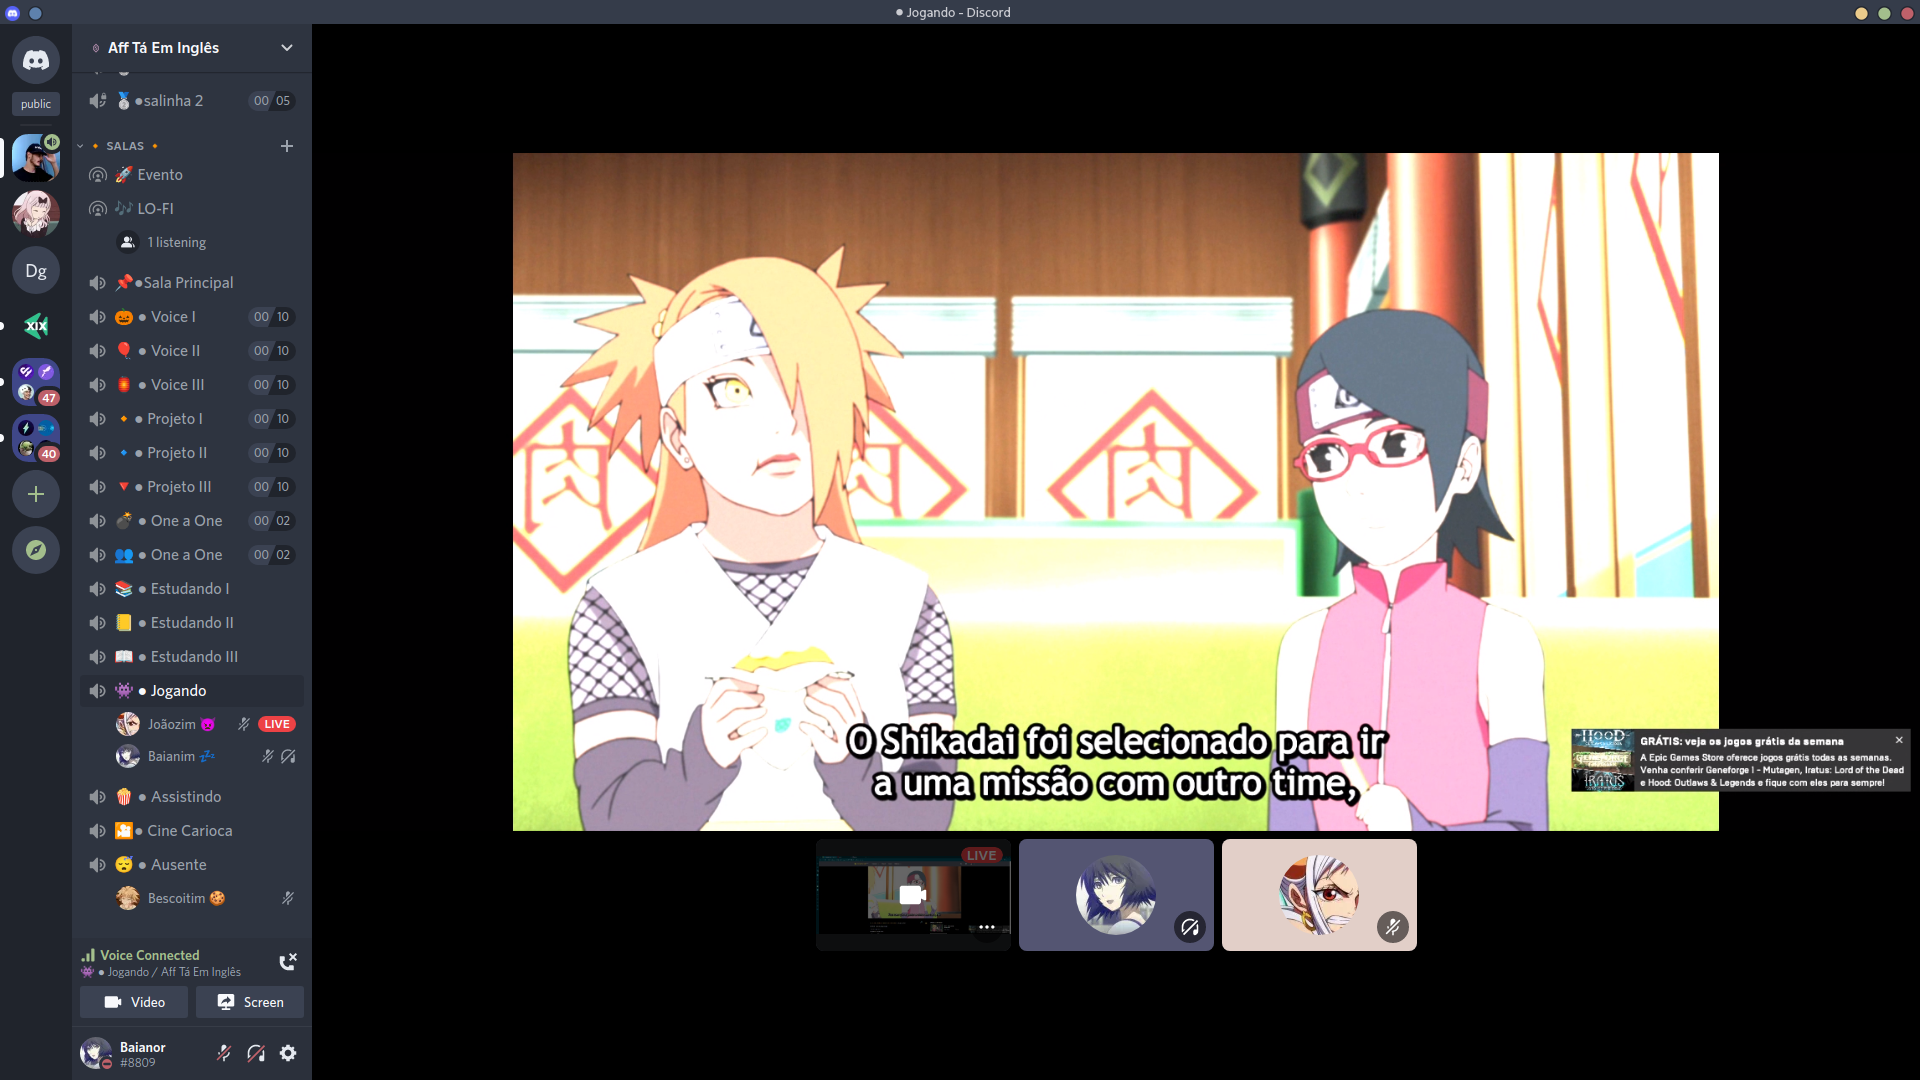 Jogando - Discord
public
Dg
XIX
47
40
Aff Tá Em Inglês
salinha 2
00 05
SALAS
Evento
LO-FI
1 listening
Sala Principal
Voice I
00 10
Voice II
00 10
Voice III
00 10
Projeto I
00 10
Projeto II
00 10
Projeto III
00 10
One a One
00 02
One a One
00 02
Estudando I
Estudando II
Estudando III
Jogando
Joãozim
LIVE
Baianim
Assistindo
Cine Carioca
Ausente
Bescoitim
Voice Connected
Jogando / Aff Tá Em Inglês
Video
Screen
Baianor
#8809
肉
肉
肉
O Shikadai foi selecionado para ir
a uma missão com outro time,
LIVE
HOOD
IRATUS
GRÁTIS: veja os jogos grátis da semana
A Epic Games Store oferece jogos grátis todas as semanas.
Venha conferir Geneforge 1 - Mutagen, Iratus: Lord of the Dead
e Hood: Outlaws & Legends e fique com eles para sempre!